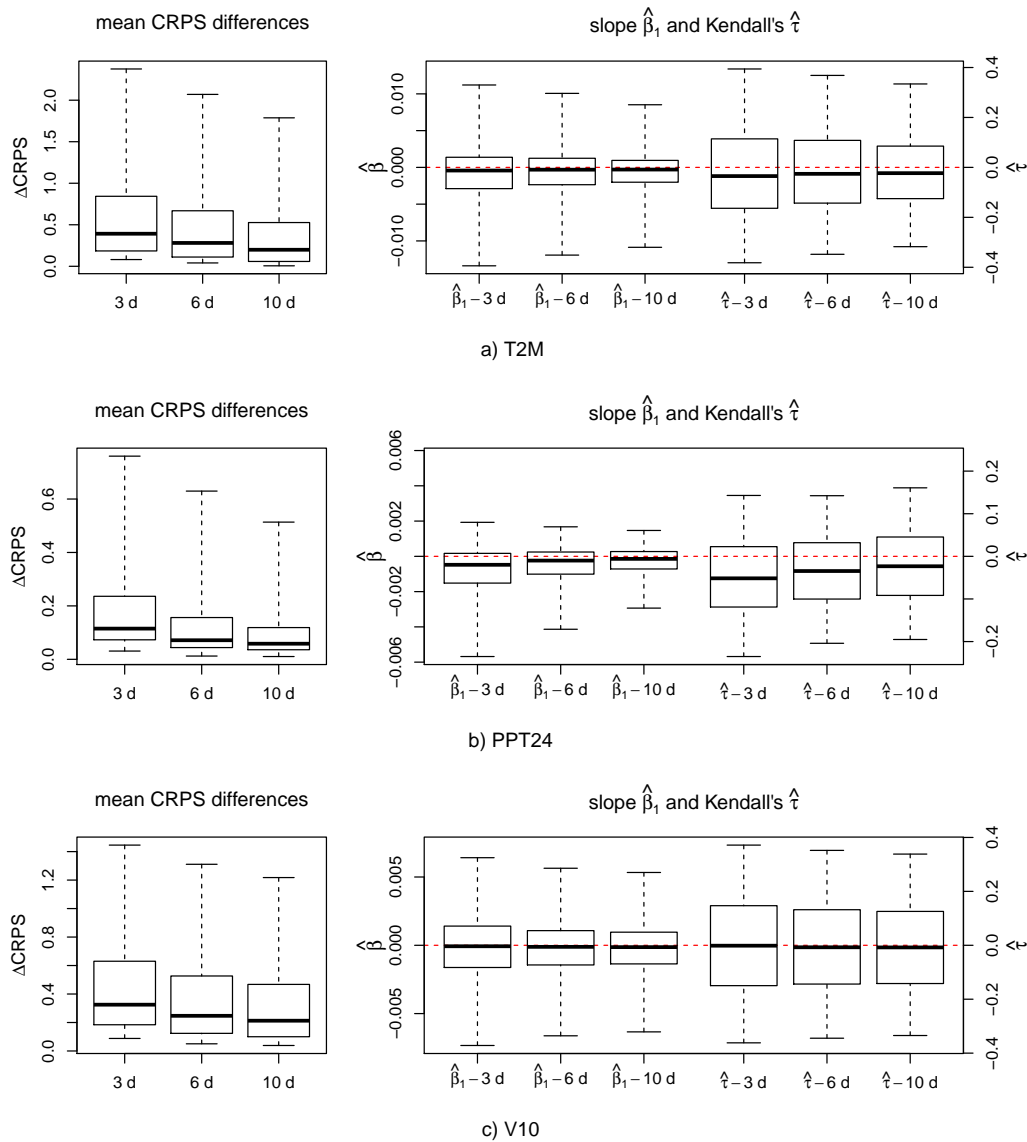 mean CRPS differences
slope β̂₁ and Kendall's τ̂
ΔCRPS
0.0 0.5 1.0 1.5 2.0
3 d 6 d 10 d
β̂
−0.010 0.000 0.010
β̂₁ − 3 d β̂₁ − 6 d β̂₁ − 10 d τ̂ − 3 d τ̂ − 6 d τ̂ − 10 d
−0.4 −0.2 0.0 0.2 0.4
τ̂
a) T2M
mean CRPS differences
slope β̂₁ and Kendall's τ̂
ΔCRPS
0.0 0.2 0.4 0.6
3 d 6 d 10 d
β̂
−0.006 −0.002 0.002 0.006
β̂₁ − 3 d β̂₁ − 6 d β̂₁ − 10 d τ̂ − 3 d τ̂ − 6 d τ̂ − 10 d
−0.2 0.0 0.1 0.2
τ̂
b) PPT24
mean CRPS differences
slope β̂₁ and Kendall's τ̂
ΔCRPS
0.0 0.4 0.8 1.2
3 d 6 d 10 d
β̂
−0.005 0.000 0.005
β̂₁ − 3 d β̂₁ − 6 d β̂₁ − 10 d τ̂ − 3 d τ̂ − 6 d τ̂ − 10 d
−0.4 −0.2 0.0 0.2 0.4
τ̂
c) V10